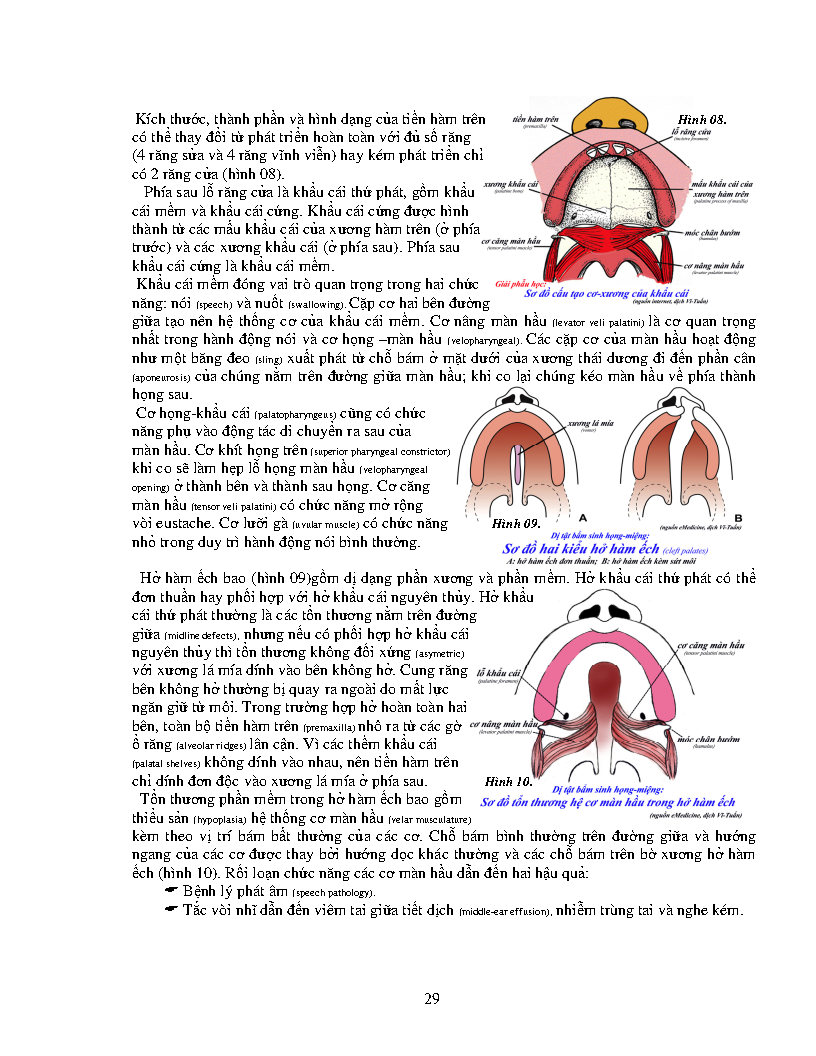 Kích thước, thành phần và hình dạng của tiền hàm trên
có thể thay đổi từ phát triển hoàn toàn với đủ số răng
(4 răng sữa và 4 răng vĩnh viễn) hay kém phát triển chỉ
có 2 răng cửa (hình 08).
Phía sau lỗ răng cửa là khẩu cái thứ phát, gồm khẩu
cái mềm và khẩu cái cứng. Khẩu cái cứng được hình
thành từ các mấu khẩu cái của xương hàm trên (ở phía
trước) và các xương khẩu cái (ở phía sau). Phía sau
khẩu cái cứng là khẩu cái mềm.
Khẩu cái mềm đóng vai trò quan trọng trong hai chức
năng: nói (speech) và nuốt (swallowing). Cặp cơ hai bên đường
Hình 08.
tiền hàm trên
(premaxilla)
lỗ răng cửa
(incisive foramen)
xương khẩu cái
(palatine bone)
mấu khẩu cái của
xương hàm trên
(palatine process of maxilla)
cơ căng màn hầu
(tensor palatini muscle)
móc chân bướm
(hamulus)
cơ nâng màn hầu
(levator palatini muscle)
Giải phẫu học:
Sơ đồ cấu tạo cơ-xương của khẩu cái
(nguồn internet, dịch Vi-Tuấn)
giữa tạo nên hệ thống cơ của khẩu cái mềm. Cơ nâng màn hầu (levator veli palatini) là cơ quan trọng
nhất trong hành động nói và cơ họng –màn hầu (velopharyngeal). Các cặp cơ của màn hầu hoạt động
như một băng đeo (sling) xuất phát từ chỗ bám ở mặt dưới của xương thái dương đi đến phần cân
(aponeurosis) của chúng nằm trên đường giữa màn hầu; khi co lại chúng kéo màn hầu về phía thành
họng sau.
Cơ họng-khẩu cái (palatopharyngeus) cũng có chức
năng phụ vào động tác di chuyển ra sau của
màn hầu. Cơ khít họng trên (superior pharyngeal constrictor)
khi co sẽ làm hẹp lỗ họng màn hầu (velopharyngeal
opening) ở thành bên và thành sau họng. Cơ căng
màn hầu (tensor veli palatini) có chức năng mở rộng
vòi eustache. Cơ lưỡi gà (uvular muscle) có chức năng
nhỏ trong duy trì hành động nói bình thường.
xương lá mía
(vomer)
A
B
Hình 09.
(nguồn eMedicine, dịch Vi-Tuấn)
Dị tật bẩm sinh họng-miệng:
Sơ đồ hai kiểu hở hàm ếch (cleft palates)
A: hở hàm ếch đơn thuần; B: hở hàm ếch kèm sứt môi
Hở hàm ếch bao (hình 09)gồm dị dạng phần xương và phần mềm. Hở khẩu cái thứ phát có thể
đơn thuần hay phối hợp với hở khẩu cái nguyên thủy. Hở khẩu
cái thứ phát thường là các tổn thương nằm trên đường
giữa (midline defects), nhưng nếu có phối hợp hở khẩu cái
nguyên thủy thì tổn thương không đối xứng (asymetric)
với xương lá mía dính vào bên không hở. Cung răng
bên không hở thường bị quay ra ngoài do mất lực
ngăn giữ từ môi. Trong trường hợp hở hoàn toàn hai
bên, toàn bộ tiền hàm trên (premaxilla) nhô ra từ các gờ
ổ răng (alveolar ridges) lân cận. Vì các thềm khẩu cái
(palatal shelves) không dính vào nhau, nên tiền hàm trên
chỉ dính đơn độc vào xương lá mía ở phía sau.
Tổn thương phần mềm trong hở hàm ếch bao gồm
thiểu sản (hypoplasia) hệ thống cơ màn hầu (velar musculature)
cơ căng màn hầu
(tensor palatini muscle)
lỗ khẩu cái
(palatine foramen)
cơ nâng màn hầu
(levator palatini muscle)
móc chân bướm
(hamulus)
Hình 10.
Dị tật bẩm sinh họng-miệng:
Sơ đồ tổn thương hệ cơ màn hầu trong hở hàm ếch
(nguồn eMedicine, dịch Vi-Tuấn)
kèm theo vị trí bám bất thường của các cơ. Chỗ bám bình thường trên đường giữa và hướng
ngang của các cơ được thay bởi hướng dọc khác thường và các chỗ bám trên bờ xương hở hàm
ếch (hình 10). Rối loạn chức năng các cơ màn hầu dẫn đến hai hậu quả:
☛ Bệnh lý phát âm (speech pathology).
☛ Tắc vòi nhĩ dẫn đến viêm tai giữa tiết dịch (middle-ear effusion), nhiễm trùng tai và nghe kém.
29